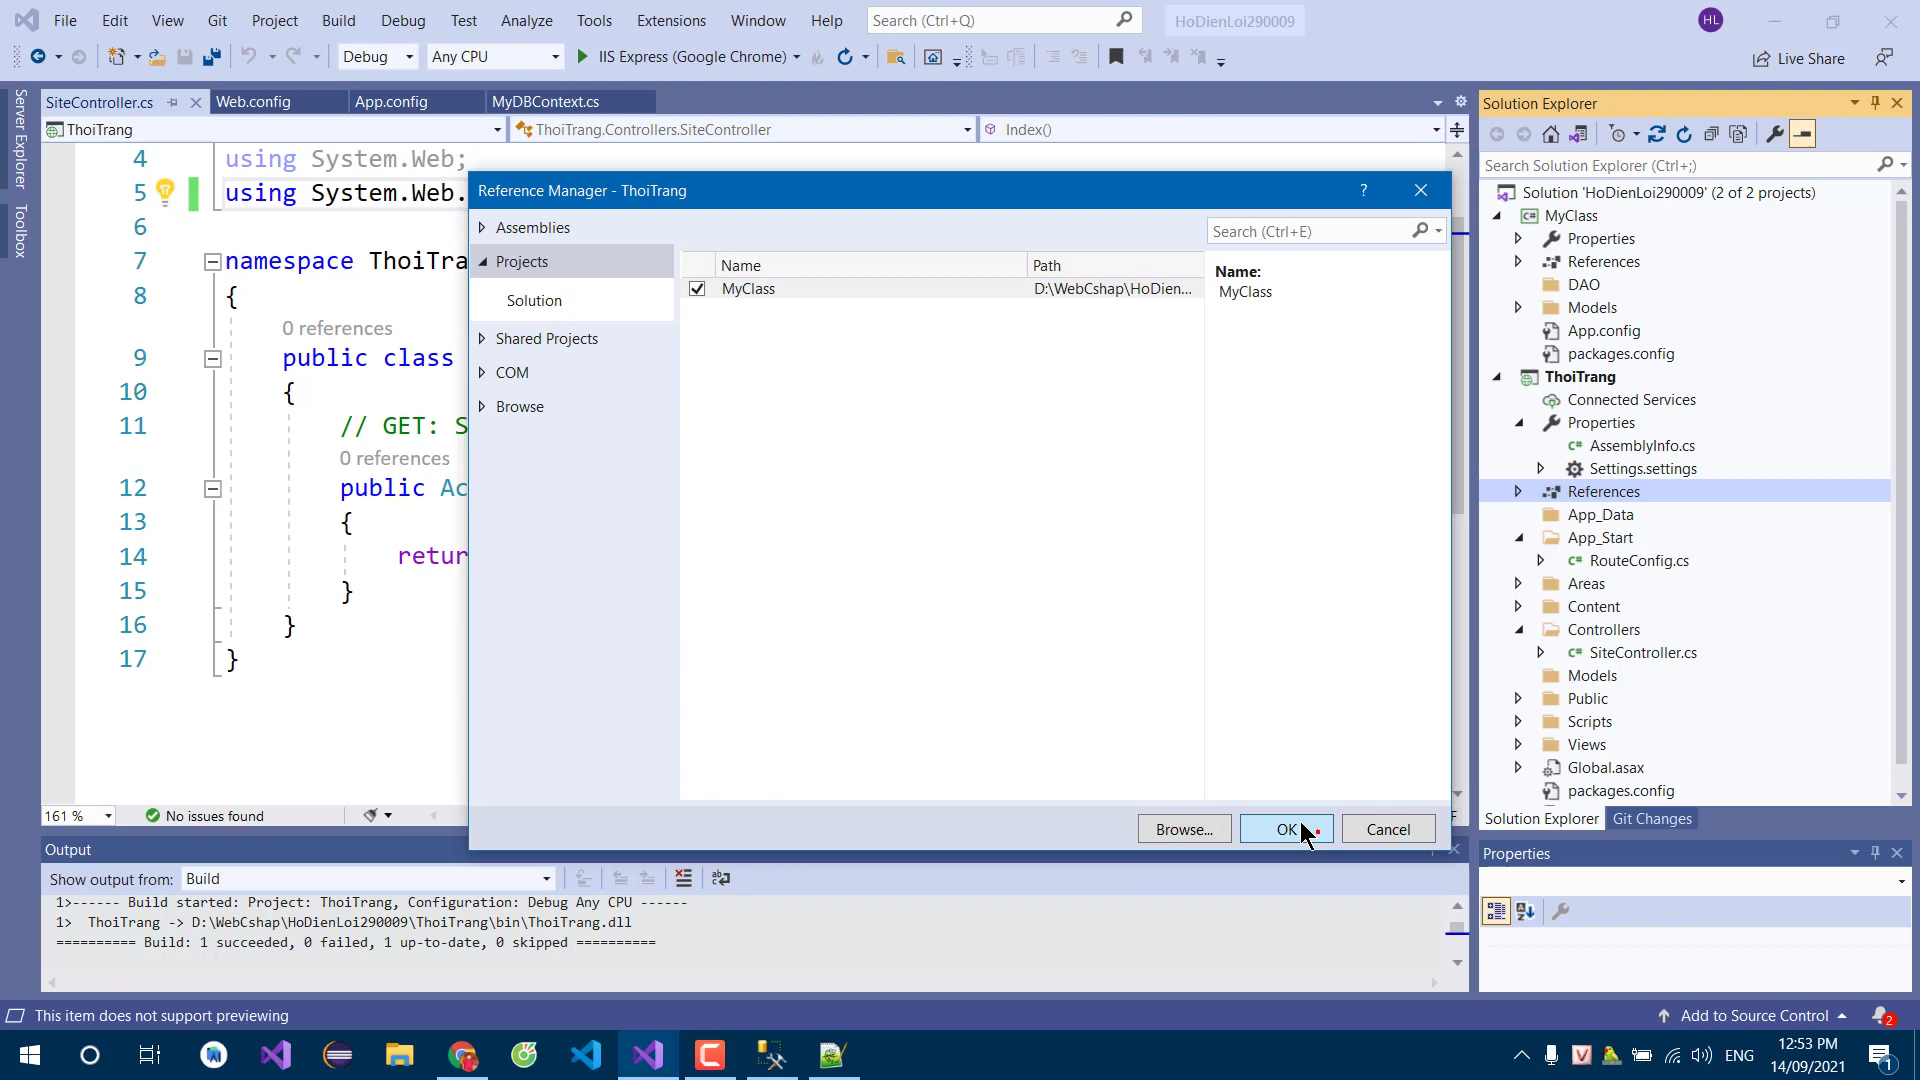 File Edit View Git Project Build Debug Test Analyze Tools Extensions Window Help Search (Ctrl+Q) HoDienLoi290009 HL
Debug Any CPU IIS Express (Google Chrome) Live Share
Server Explorer
Toolbox
SiteController.cs Web.config App.config MyDBContext.cs
ThoiTrang ThoiTrang.Controllers.SiteController Index()
4 using System.Web;
5 using System.Web.
6
7 namespace ThoiTra
8 {
0 references
9 public class
10 {
11 // GET: S
0 references
12 public Ac
13 {
14 retur
15 }
16 }
17 }
161 % No issues found
Reference Manager - ThoiTrang ?
Assemblies
Projects
Solution
Shared Projects
COM
Browse
Search (Ctrl+E)
Name Path
MyClass D:\WebCshap\HoDien...
Name:
MyClass
Browse... OK Cancel
Solution Explorer
Search Solution Explorer (Ctrl+;)
Solution 'HoDienLoi290009' (2 of 2 projects)
MyClass
Properties
References
DAO
Models
App.config
packages.config
ThoiTrang
Connected Services
Properties
AssemblyInfo.cs
Settings.settings
References
App_Data
App_Start
RouteConfig.cs
Areas
Content
Controllers
SiteController.cs
Models
Public
Scripts
Views
Global.asax
packages.config
Solution Explorer Git Changes
Properties
Output
Show output from: Build
1>------ Build started: Project: ThoiTrang, Configuration: Debug Any CPU ------
1> ThoiTrang -> D:\WebCshap\HoDienLoi290009\ThoiTrang\bin\ThoiTrang.dll
========== Build: 1 succeeded, 0 failed, 1 up-to-date, 0 skipped ==========
This item does not support previewing Add to Source Control 2
ENG 12:53 PM
14/09/2021 1